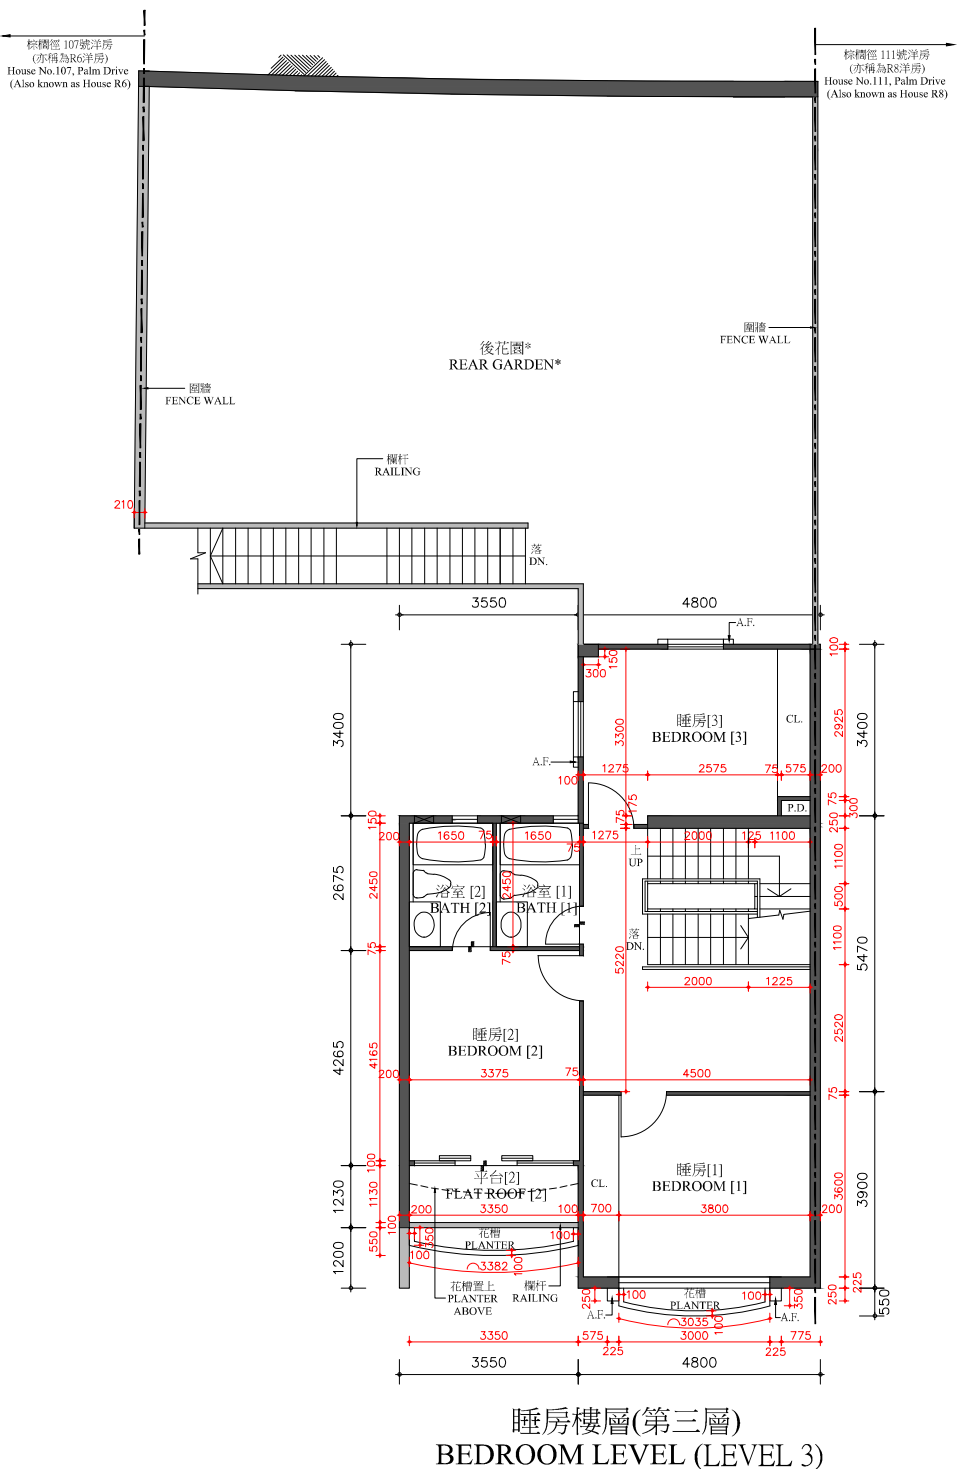 棕櫚徑 107號洋房
(亦稱為R6洋房)
House No.107, Palm Drive
(Also known as House R6)
棕櫚徑 111號洋房
(亦稱為R8洋房)
House No.111, Palm Drive
(Also known as House R8)
圍牆
FENCE WALL
後花園*
REAR GARDEN*
圍牆
FENCE WALL
欄杆
RAILING
210
落
DN.
3550
4800
A.F.
100
150
300
3400
3300
睡房[3]
BEDROOM [3]
CL.
2925
3400
A.F.
100
1275
2575
75
575
200
75
175
P.D.
75
300
250
150
200
1650
75
1650
75
1275
2000
125
1100
上
UP
1100
2675
2450
浴室 [2]
BATH [2]
2450
浴室 [1]
BATH [1]
500
落
DN.
1100
75
75
5220
5470
2000
1225
4265
4165
睡房[2]
BEDROOM [2]
2520
200
3375
75
4500
75
100
平台[2]
FLAT ROOF [2]
CL.
睡房[1]
BEDROOM [1]
3600
3900
1230
1130
200
3350
100
700
3800
200
100
550
350
花槽
PLANTER
100
100
100
3382
1200
花槽置上
PLANTER
ABOVE
欄杆
RAILING
250
100
花槽
PLANTER
100
350
250
225
550
A.F.
A.F.
3035
100
3350
575
225
3000
225
775
3550
4800
睡房樓層(第三層)
BEDROOM LEVEL (LEVEL 3)